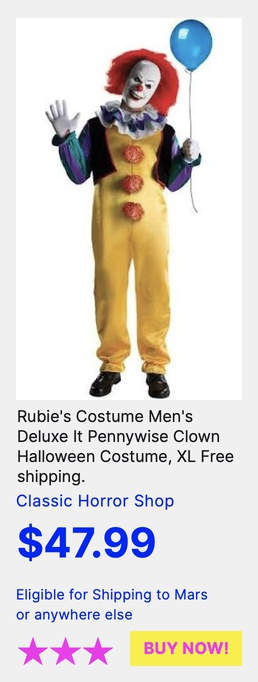 Rubie's Costume Men's
Deluxe It Pennywise Clown
Halloween Costume, XL Free
shipping.
Classic Horror Shop
$47.99
Eligible for Shipping to Mars
or anywhere else
BUY NOW!